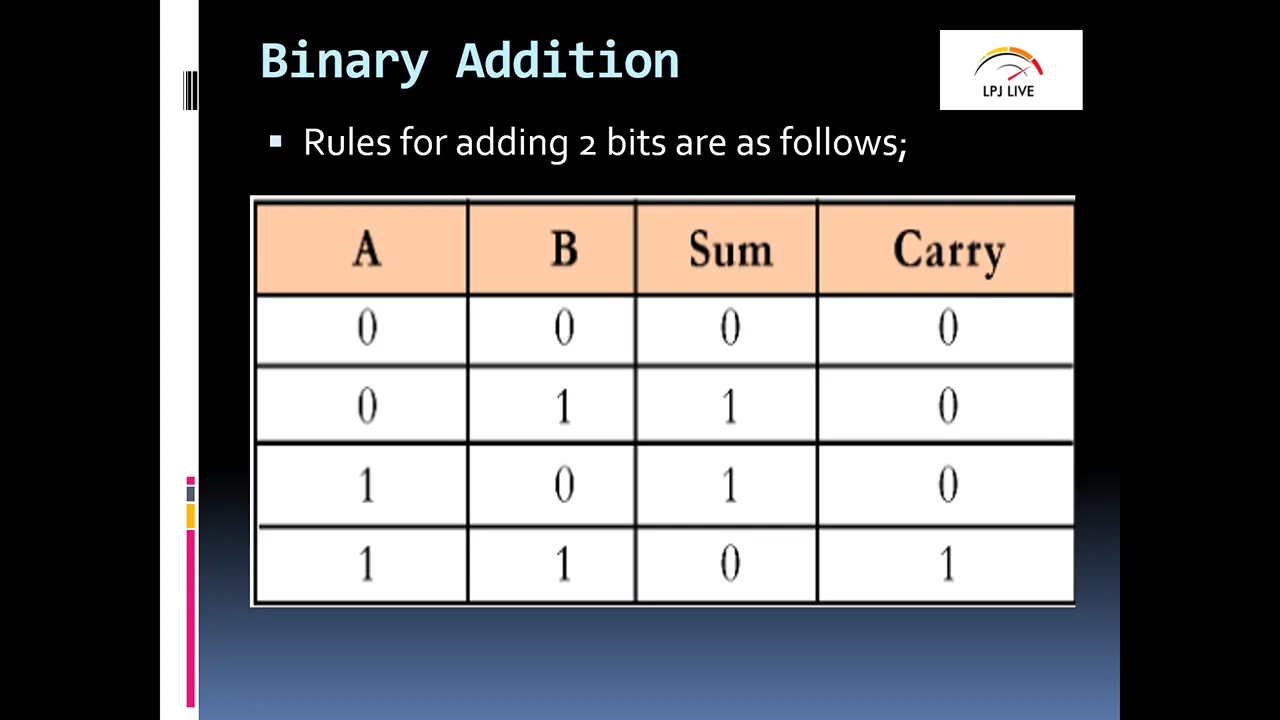 Binary Addition
LPJ LIVE
Rules for adding 2 bits are as follows;
A B Sum Carry
0 0 0 0
0 1 1 0
1 0 1 0
1 1 0 1